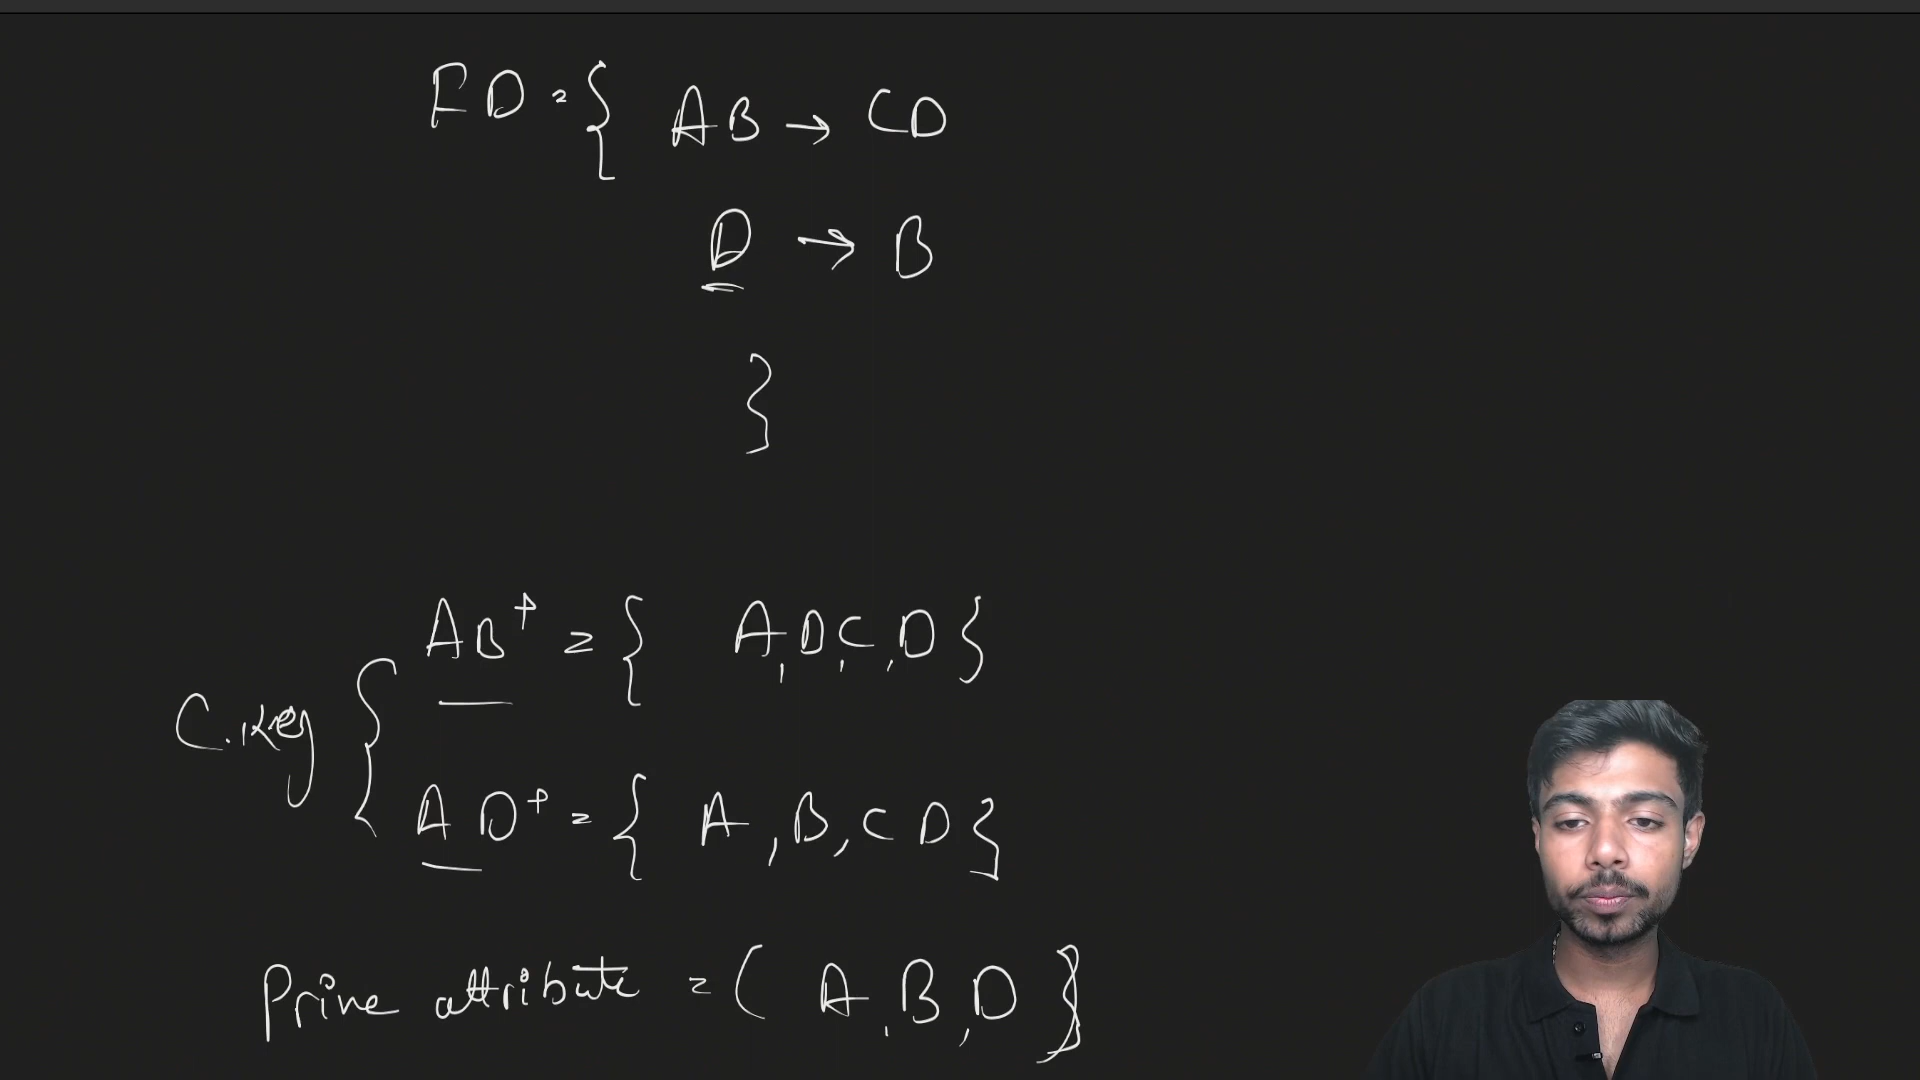 FD = { AB → CD
D → B
}
AB⁺ = { A, D, C, D }
C.Key {
AD⁺ = { A, B, C D }
Prime attribute = ( A, B, D }